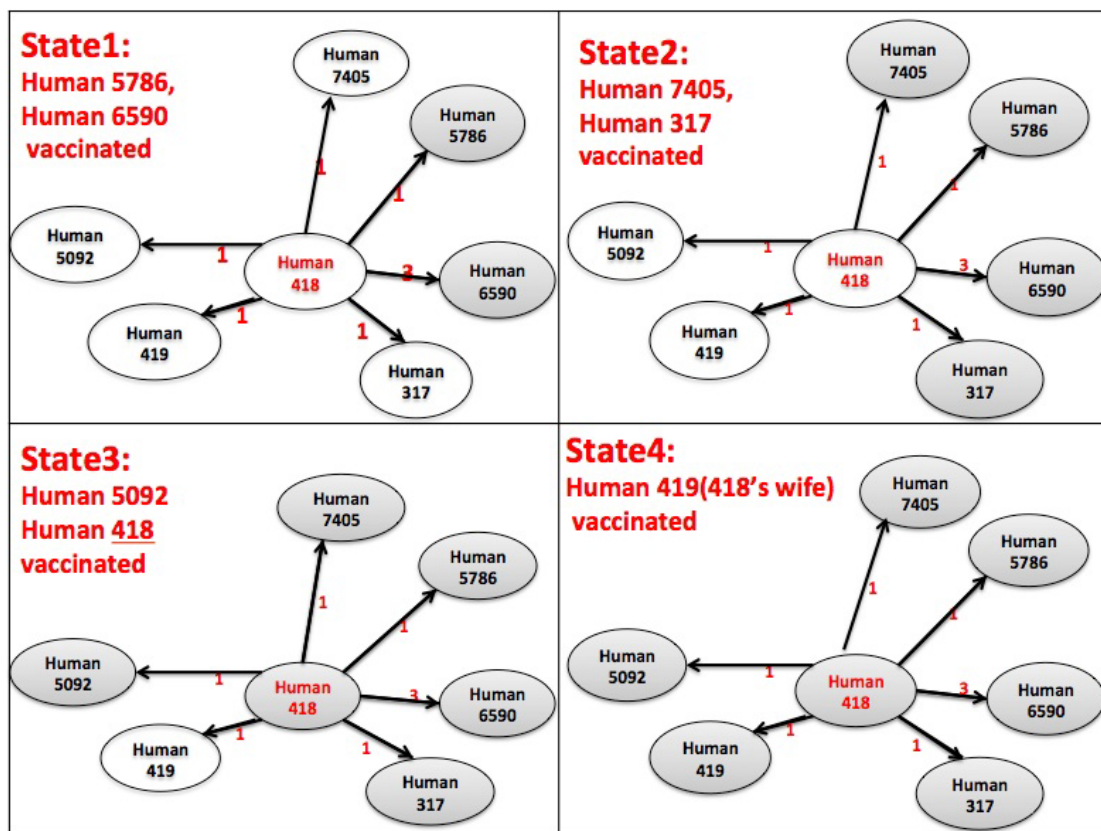 State1:
Human 5786,
Human 6590
vaccinated
Human
7405
Human
5786
1
1
Human
5092
1
Human
418
3
Human
6590
1
Human
419
1
Human
317
State2:
Human 7405,
Human 317
vaccinated
Human
7405
Human
5786
1
1
Human
5092
1
Human
418
3
Human
6590
1
Human
419
1
Human
317
State3:
Human 5092
Human 418
vaccinated
Human
7405
Human
5786
1
1
Human
5092
1
Human
418
3
Human
6590
1
Human
419
1
Human
317
State4:
Human 419(418's wife)
vaccinated
Human
7405
Human
5786
1
1
Human
5092
1
Human
418
3
Human
6590
1
Human
419
1
Human
317